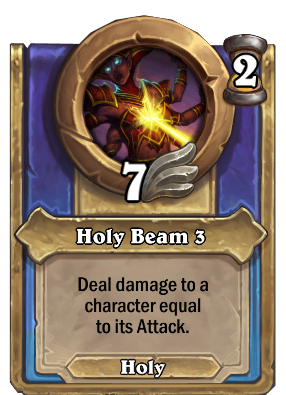 2
7
Holy Beam 3
Deal damage to a
character equal
to its Attack.
Holy